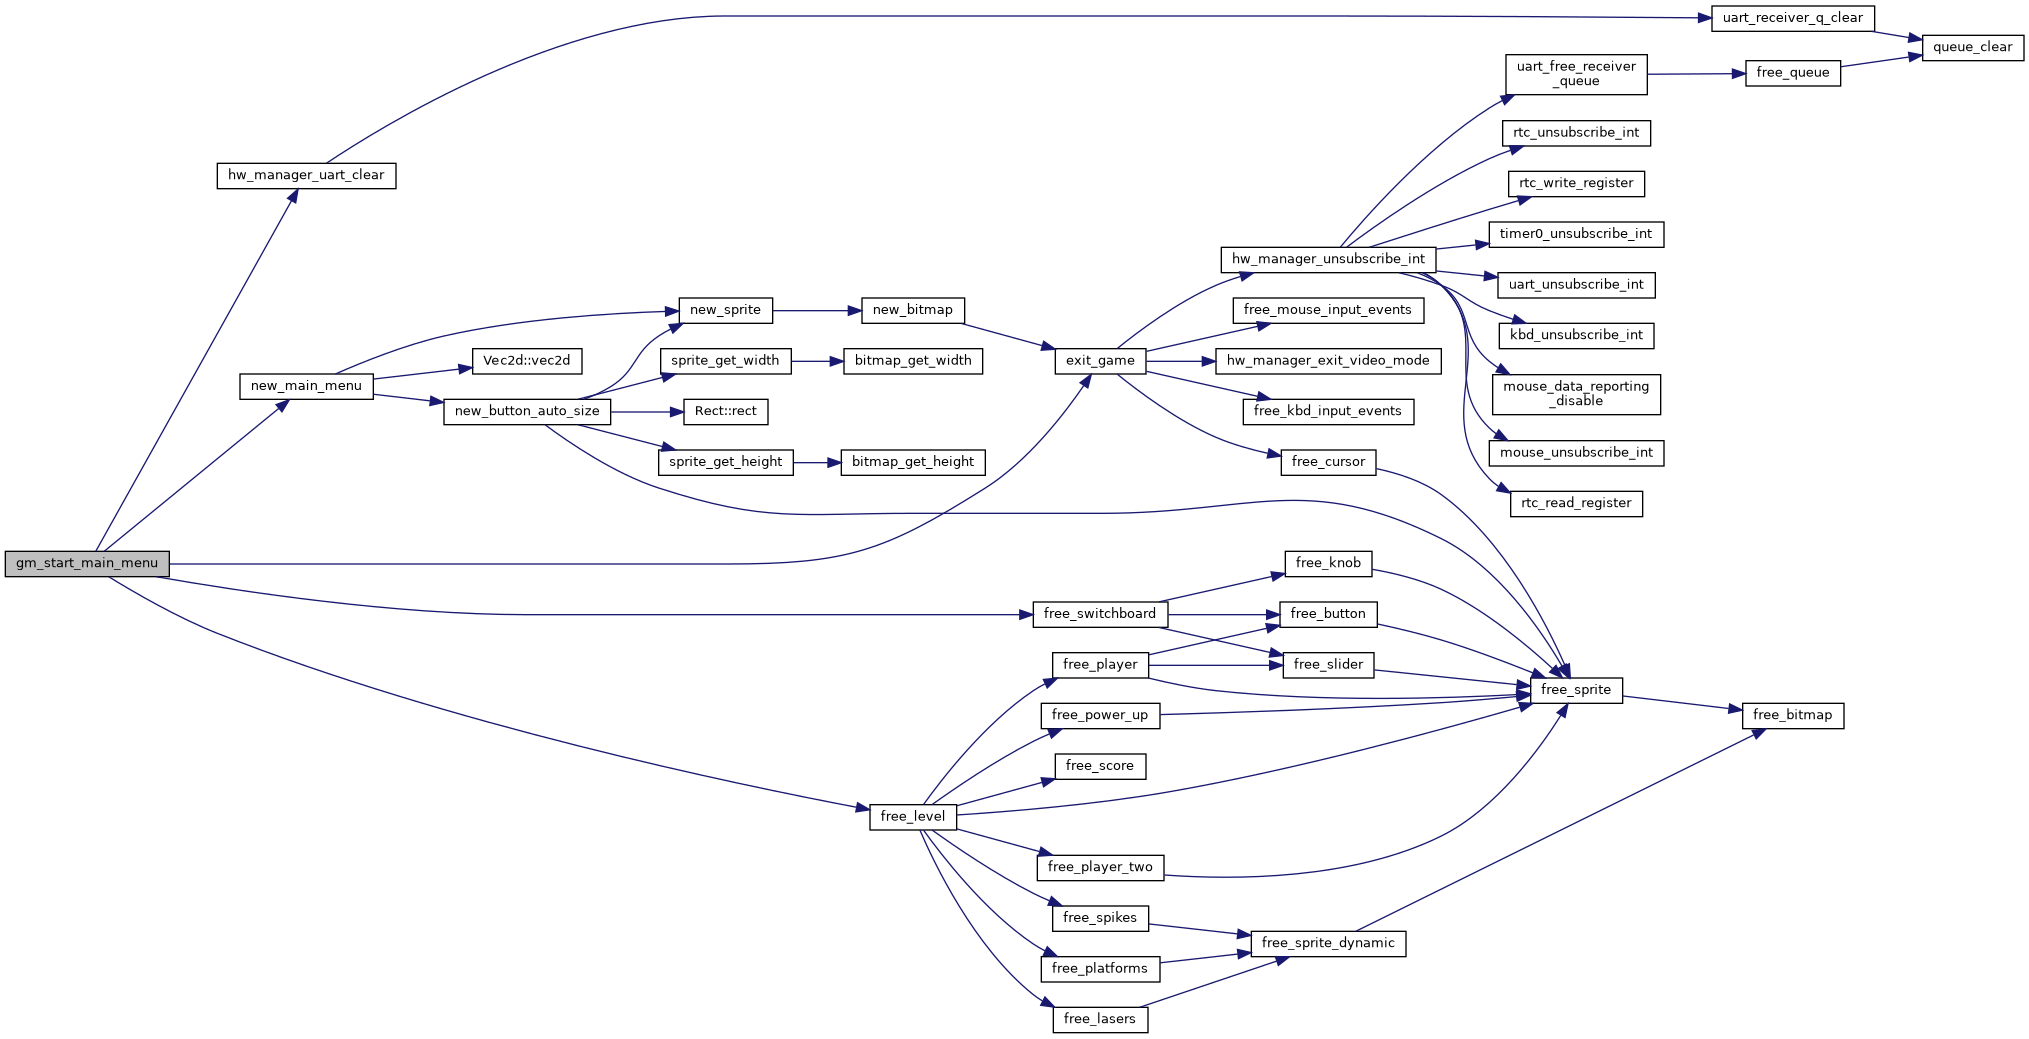 uart_receiver_q_clear
queue_clear
uart_free_receiver
_queue
free_queue
rtc_unsubscribe_int
hw_manager_uart_clear
rtc_write_register
timer0_unsubscribe_int
hw_manager_unsubscribe_int
uart_unsubscribe_int
new_sprite
new_bitmap
free_mouse_input_events
kbd_unsubscribe_int
Vec2d::vec2d
sprite_get_width
bitmap_get_width
exit_game
hw_manager_exit_video_mode
new_main_menu
mouse_data_reporting
_disable
new_button_auto_size
Rect::rect
free_kbd_input_events
mouse_unsubscribe_int
sprite_get_height
bitmap_get_height
free_cursor
rtc_read_register
gm_start_main_menu
free_knob
free_switchboard
free_button
free_player
free_slider
free_sprite
free_power_up
free_bitmap
free_score
free_level
free_player_two
free_spikes
free_sprite_dynamic
free_platforms
free_lasers